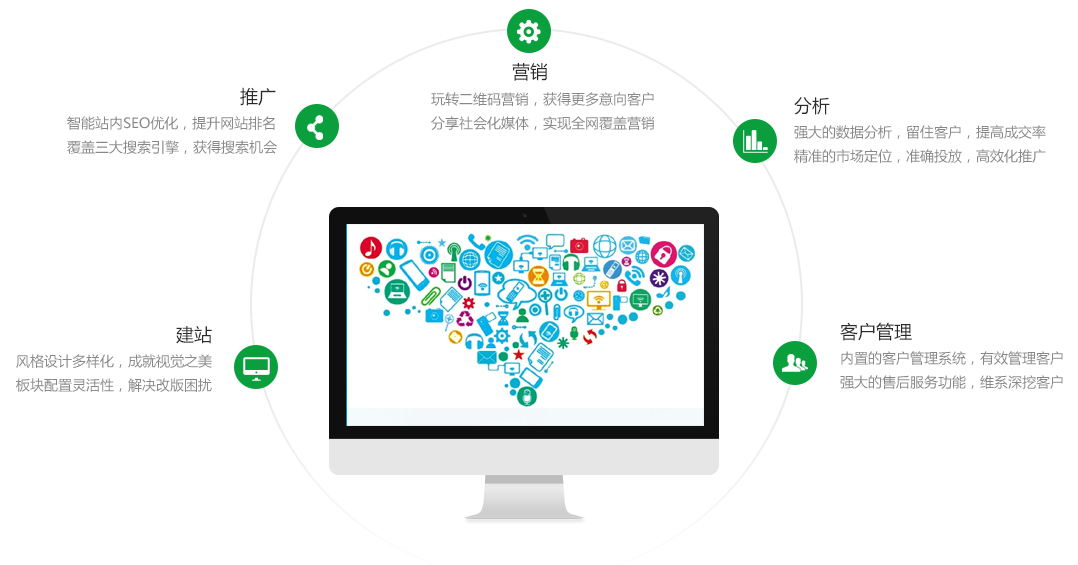 营销
玩转二维码营销，获得更多意向客户
分享社会化媒体，实现全网覆盖营销
推广
智能站内SEO优化，提升网站排名
覆盖三大搜索引擎，获得搜索机会
分析
强大的数据分析，留住客户，提高成交率
精准的市场定位，准确投放，高效化推广
建站
风格设计多样化，成就视觉之美
板块配置灵活性，解决改版困扰
客户管理
内置的客户管理系统，有效管理客户
强大的售后服务功能，维系深挖客户